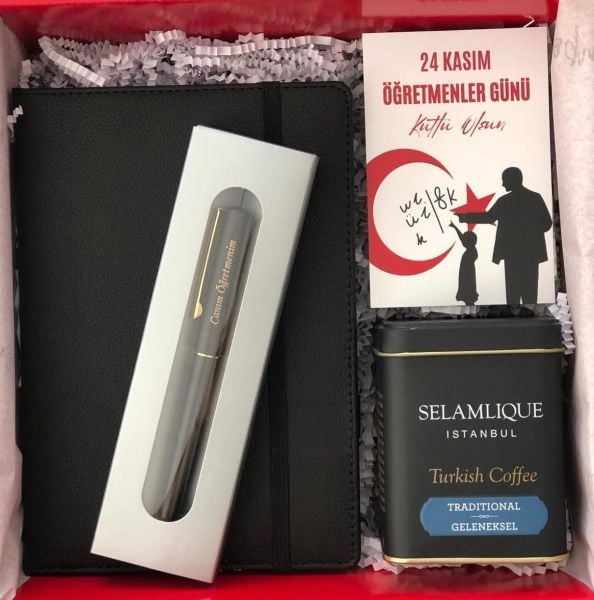 24 KASIM
ÖĞRETMENLER GÜNÜ
Kutlu Olsun
Canım Öğretmenim
SELAMLIQUE
ISTANBUL
Turkish Coffee
TRADITIONAL
GELENEKSEL